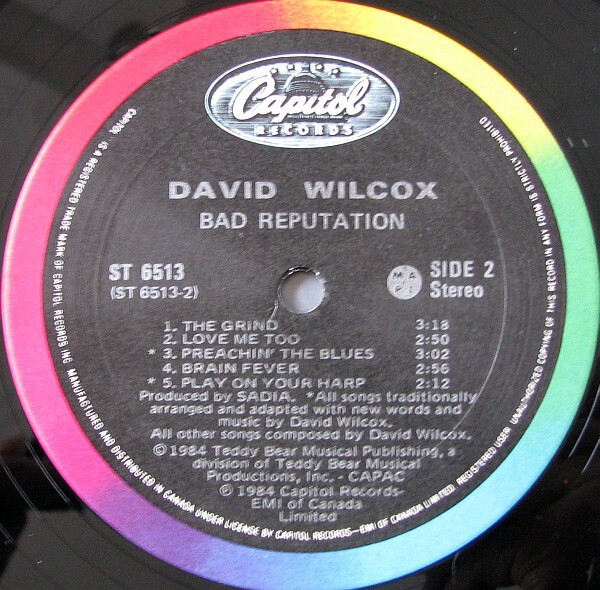 Capitol
RECORDS
DAVID WILCOX
BAD REPUTATION
ST 6513
(ST 6513-2)
MAPL
SIDE 2
Stereo
1. THE GRIND 3:18
2. LOVE ME TOO 2:50
* 3. PREACHIN' THE BLUES 3:02
4. BRAIN FEVER 2:56
* 5. PLAY ON YOUR HARP 2:12
Produced by SADIA. *All songs traditionally
arranged and adapted with new words and
music by David Wilcox.
All other songs composed by David Wilcox.
Ⓒ 1984 Teddy Bear Musical Publishing, a
division of Teddy Bear Musical
Productions, Inc. - CAPAC
Ⓟ 1984 Capitol Records-
EMI of Canada
Limited
CAPITOL IS A REGISTERED TRADE MARK OF CAPITOL RECORDS INC. MANUFACTURED AND DISTRIBUTED IN CANADA UNDER LICENSE BY CAPITOL RECORDS—EMI OF CANADA LIMITED. REGISTERED USER. UNAUTHORIZED COPYING OF THIS RECORD IN ANY FORM IS STRICTLY PROHIBITED